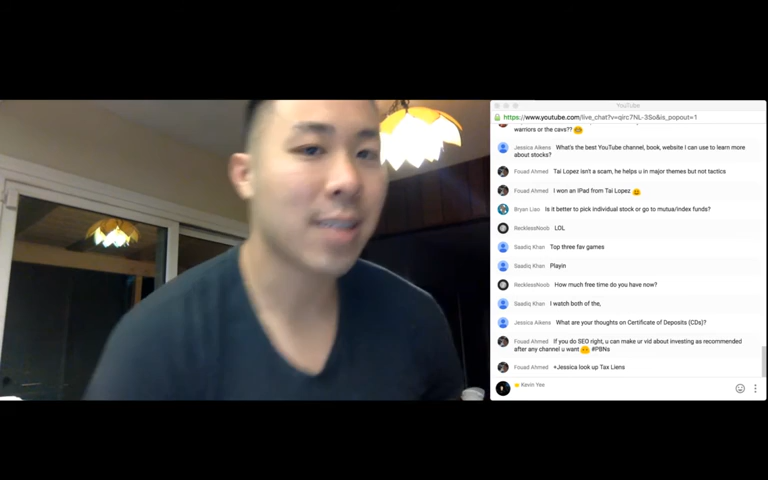 YouTube
https://www.youtube.com/live_chat?v=qirc7NL-3So&is_popout=1
warriors or the cavs??
Jessica Aikens What's the best YouTube channel, book, website I can use to learn more
about stocks?
Fouad Ahmed Tai Lopez isn't a scam, he helps u in major themes but not tactics
Fouad Ahmed I won an IPad from Tai Lopez
Bryan Liao Is it better to pick individual stock or go to mutua/index funds?
RecklessNoob LOL
Saadiq Khan Top three fav games
Saadiq Khan Playin
RecklessNoob How much free time do you have now?
Saadiq Khan I watch both of the,
Jessica Aikens What are your thoughts on Certificate of Deposits (CDs)?
Fouad Ahmed If you do SEO right, u can make ur vid about investing as recommended
after any channel u want #PBNs
Fouad Ahmed +Jessica look up Tax Liens
Kevin Yee